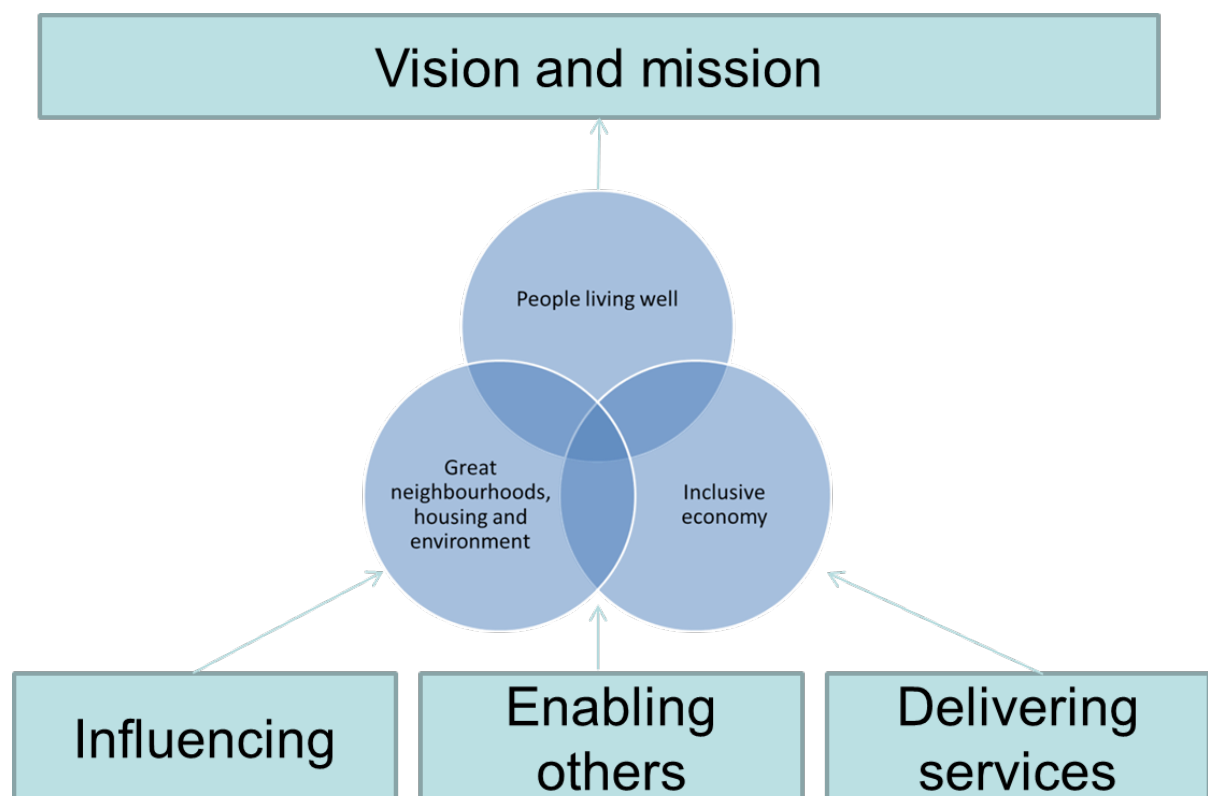 Vision and mission
People living well
Great
neighbourhoods,
housing and
environment
Inclusive
economy
Influencing
Enabling
others
Delivering
services